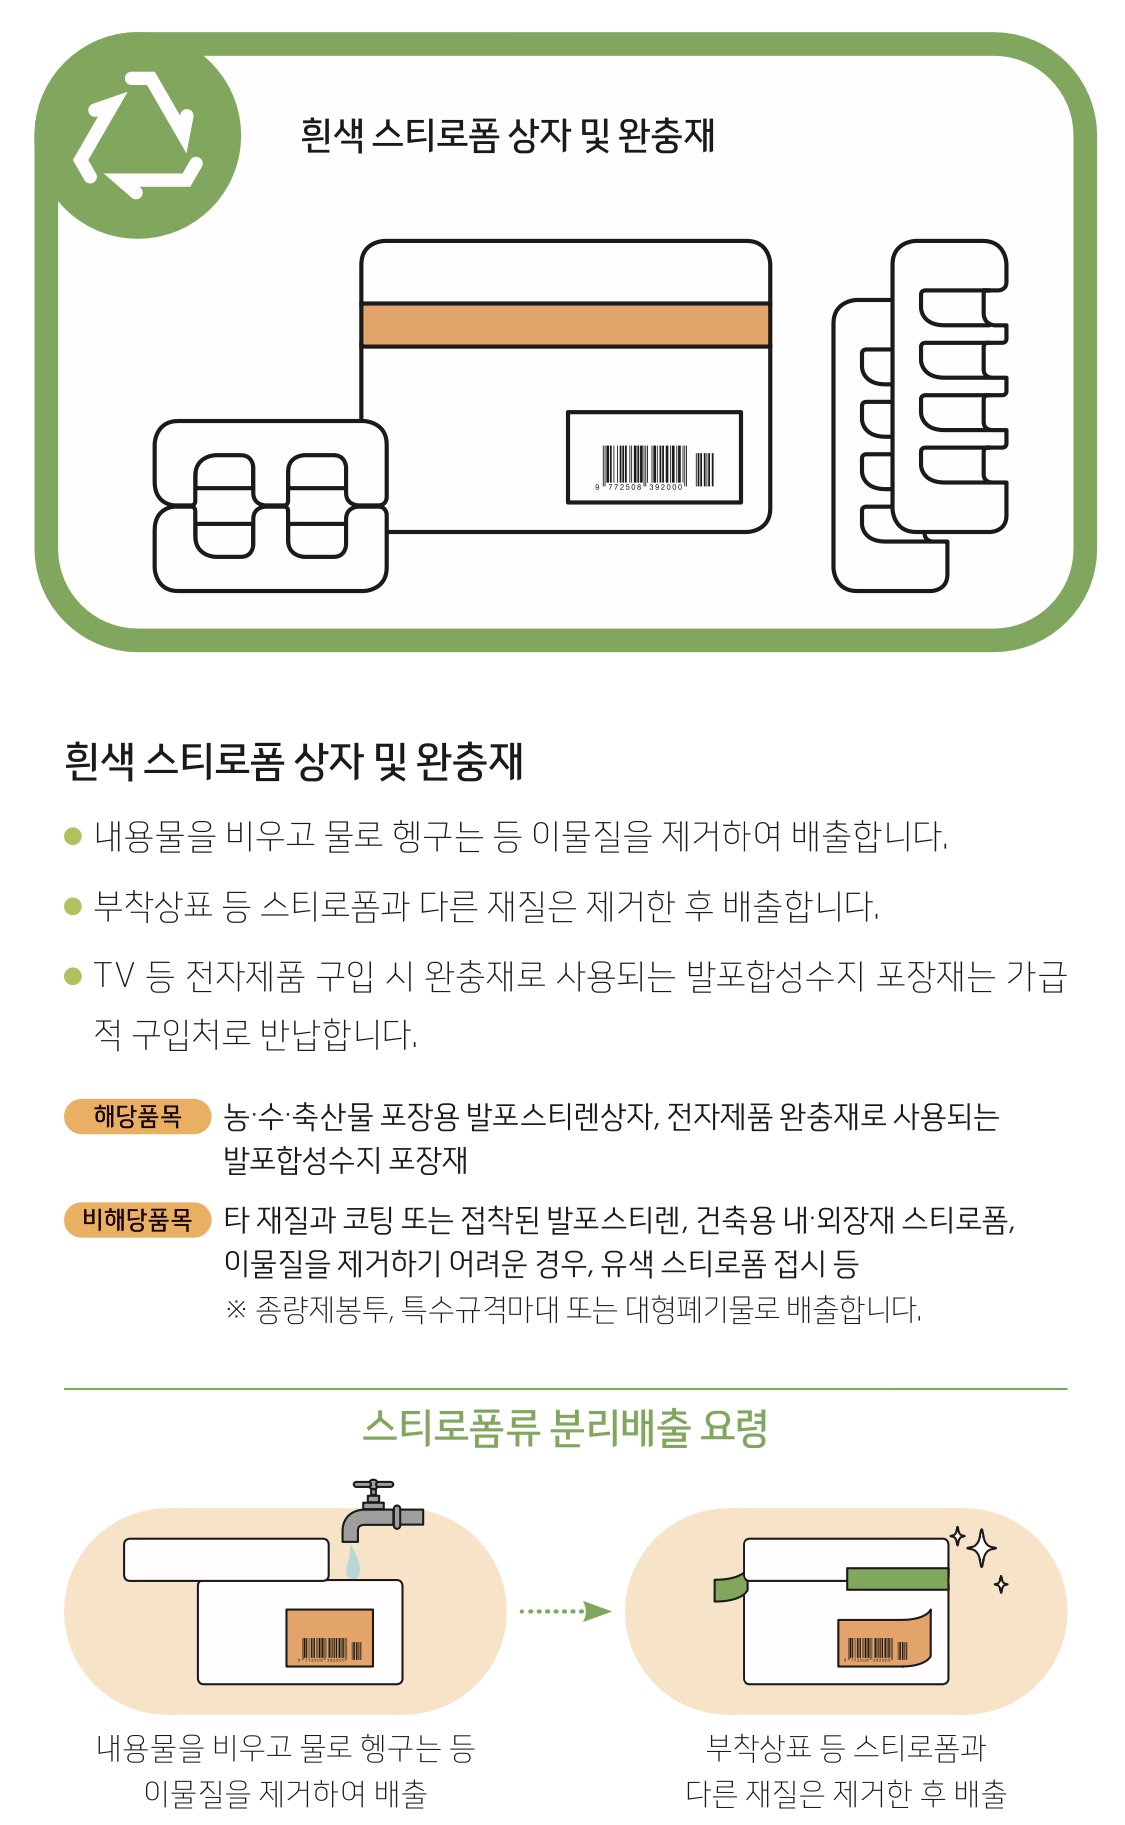 흰색 스티로폼 상자 및 완충재
9 772508 392000
흰색 스티로폼 상자 및 완충재
내용물을 비우고 물로 헹구는 등 이물질을 제거하여 배출합니다.
부착상표 등 스티로폼과 다른 재질은 제거한 후 배출합니다.
TV 등 전자제품 구입 시 완충재로 사용되는 발포합성수지 포장재는 가급
적 구입처로 반납합니다.
해당품목 농·수·축산물 포장용 발포스티렌상자, 전자제품 완충재로 사용되는
발포합성수지 포장재
비해당품목 타 재질과 코팅 또는 접착된 발포스티렌, 건축용 내·외장재 스티로폼,
이물질을 제거하기 어려운 경우, 유색 스티로폼 접시 등
※ 종량제봉투, 특수규격마대 또는 대형폐기물로 배출합니다.
스티로폼류 분리배출 요령
9 772508 392000
9 772508 392000
내용물을 비우고 물로 헹구는 등
이물질을 제거하여 배출
부착상표 등 스티로폼과
다른 재질은 제거한 후 배출